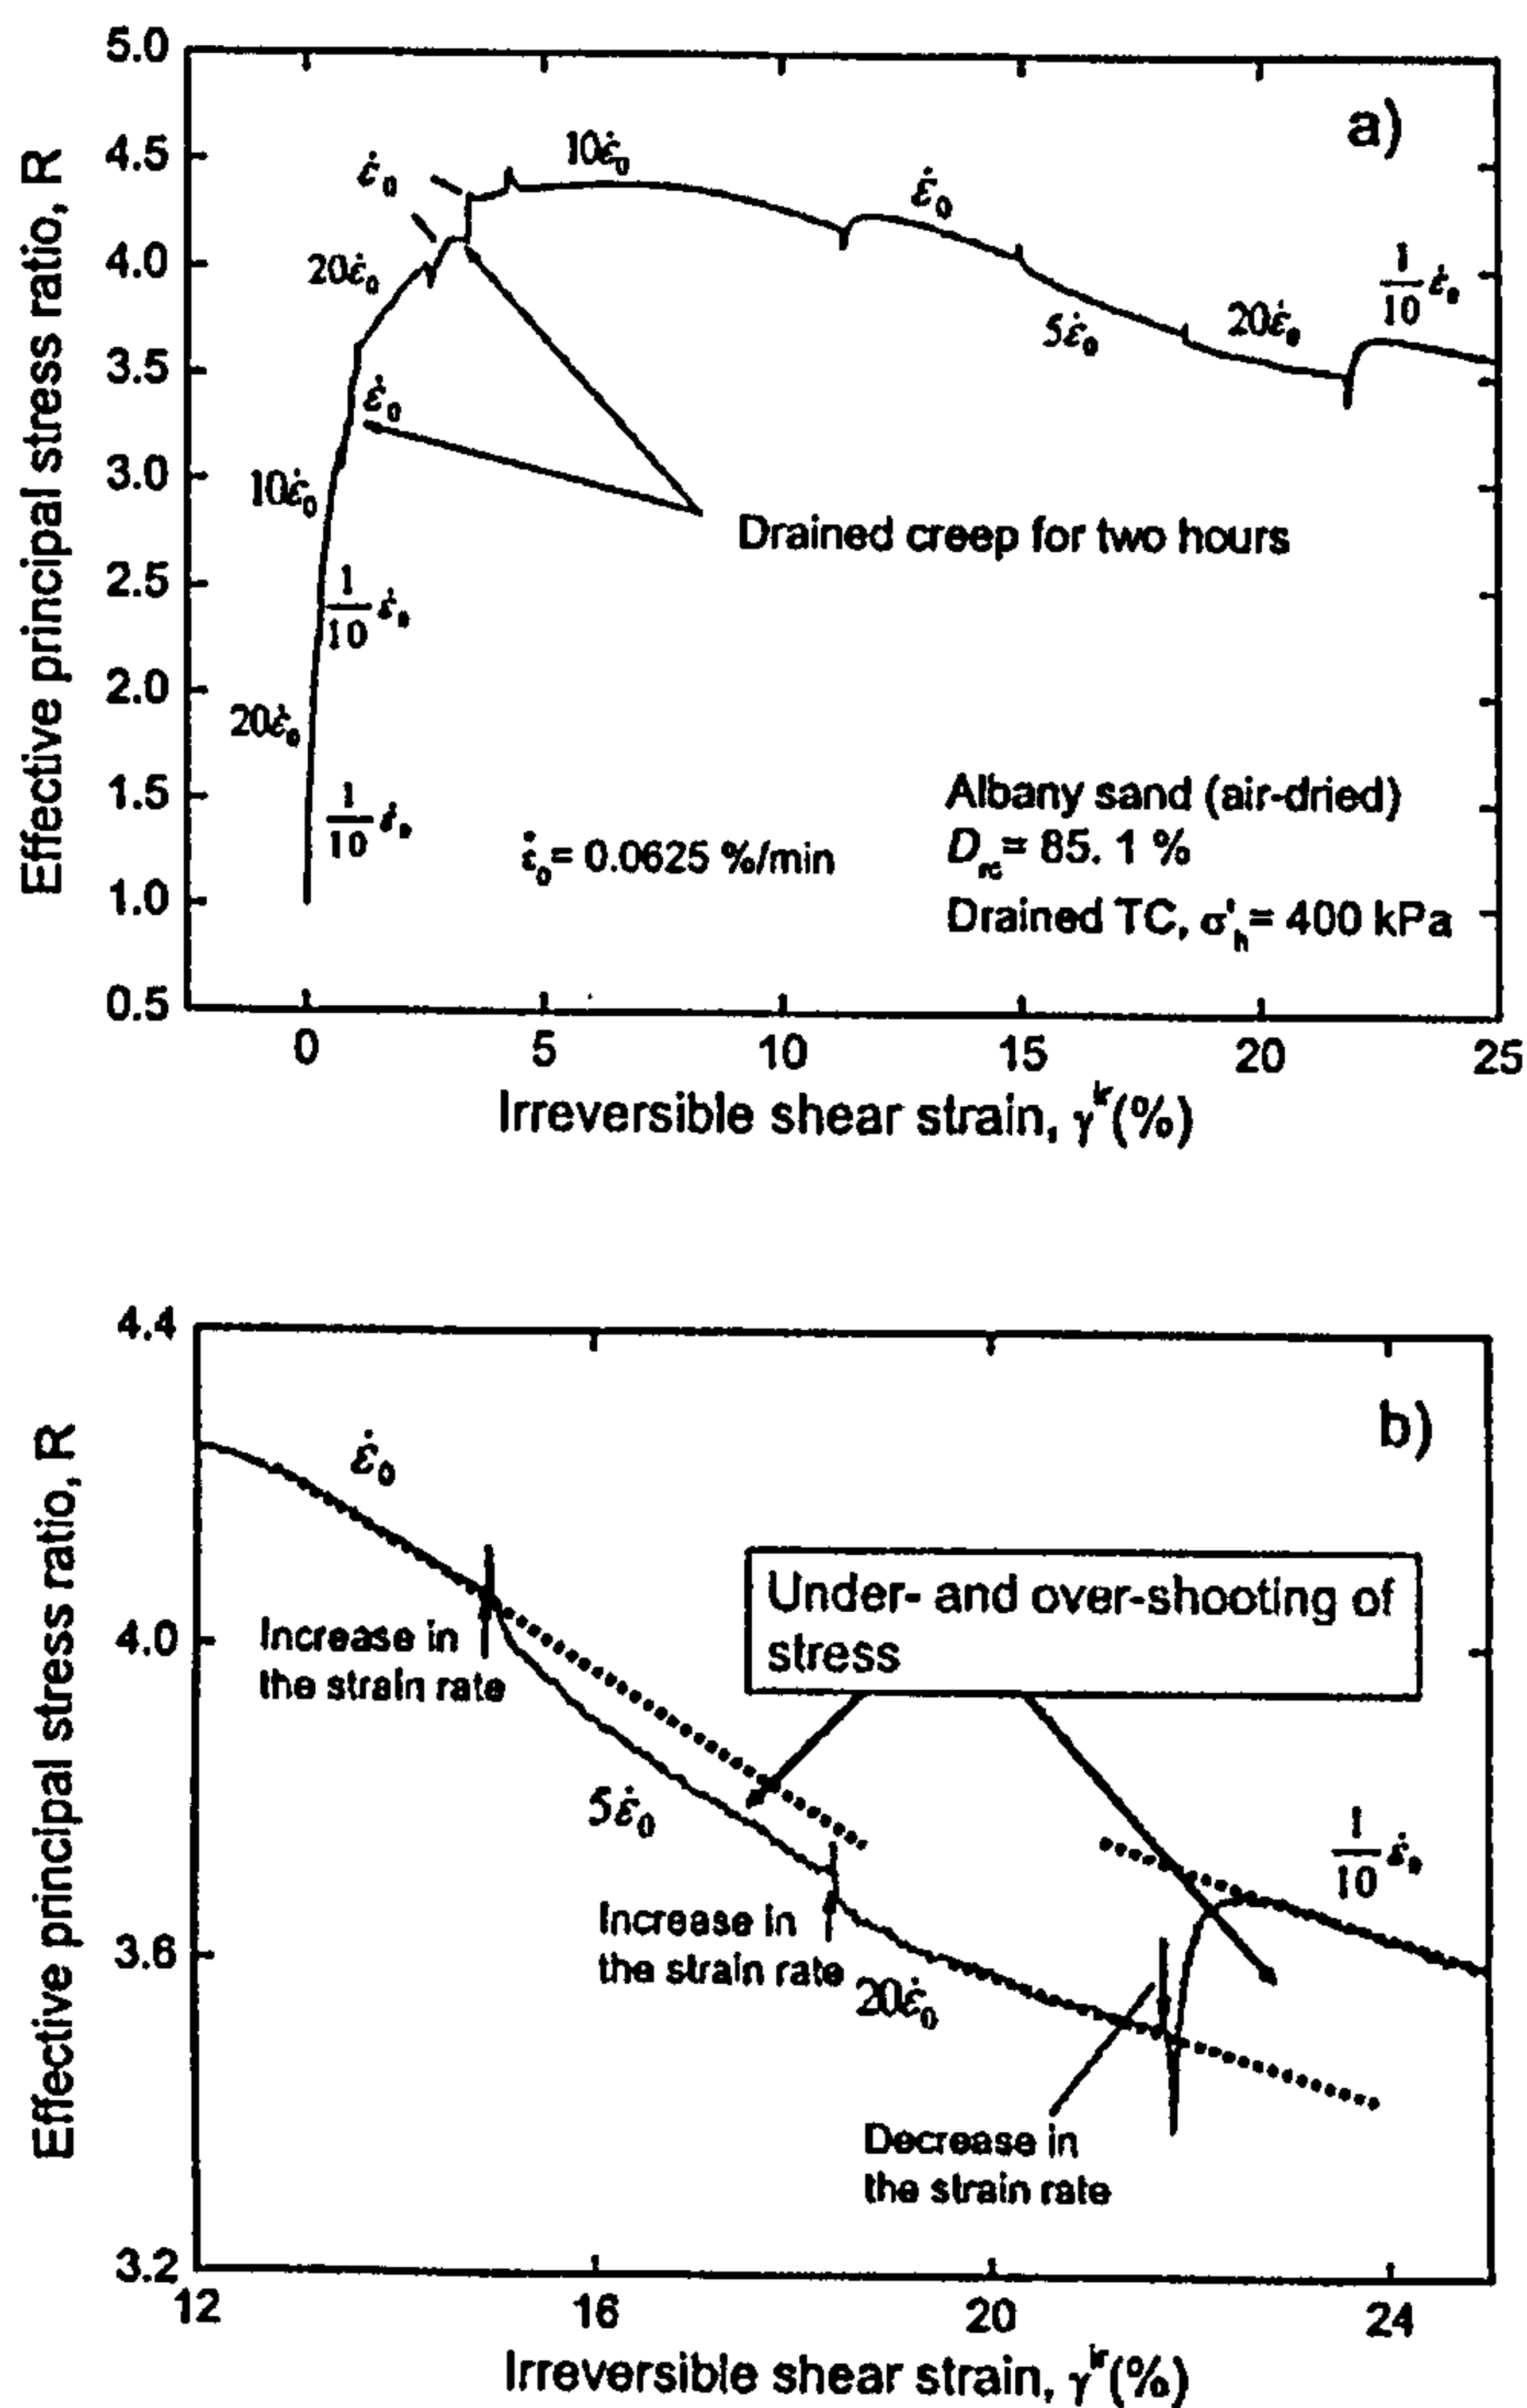 a)
Effective principal stress ratio, R
5.0
4.5
4.0
3.5
3.0
2.5
2.0
1.5
1.0
0.5
ε̇₀
10ε̇₀
ε̇₀
20ε̇₀
5ε̇₀
20ε̇₀
1/10 ε̇₀
ε̇₀
10ε̇₀
Drained creep for two hours
1/10 ε̇₀
20ε̇₀
1/10 ε̇₀
ε̇₀= 0.0625 %/min
Albany sand (air-dried)
D_rc= 85. 1 %
Drained TC, σ'_h= 400 kPa
0
5
10
15
20
25
Irreversible shear strain, γ^ir(%)
b)
Effective principal stress ratio, R
4.4
4.0
3.6
3.2
ε̇₀
Under- and over-shooting of
stress
Increase in
the strain rate
5ε̇₀
1/10 ε̇₀
Increase in
the strain rate
20ε̇₀
Decrease in
the strain rate
12
16
20
24
Irreversible shear strain, γ^ir(%)